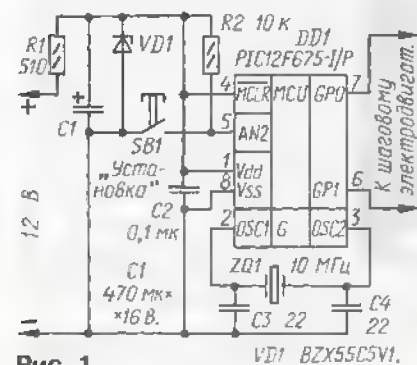 R1
510
+
12 В
−
C1
+
VD1
SB1
„Уста-
новка"
R2 10 к
DD1
PIC12F675-I/P
4 MCLR MCU GP0 7
5 AN2
1 Vdd
8 Vss GP1 6
2 OSC1 G OSC2 3
C2
0,1 мк
ZQ1 10 МГц
C3 22
C4
22
C1
470 мк×
×16 В.
VD1 BZX55C5V1.
К шаговому
электродвигат.
Рис. 1